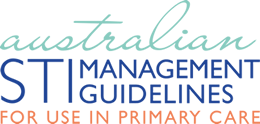 australian
STI MANAGEMENT
GUIDELINES
FOR USE IN PRIMARY CARE